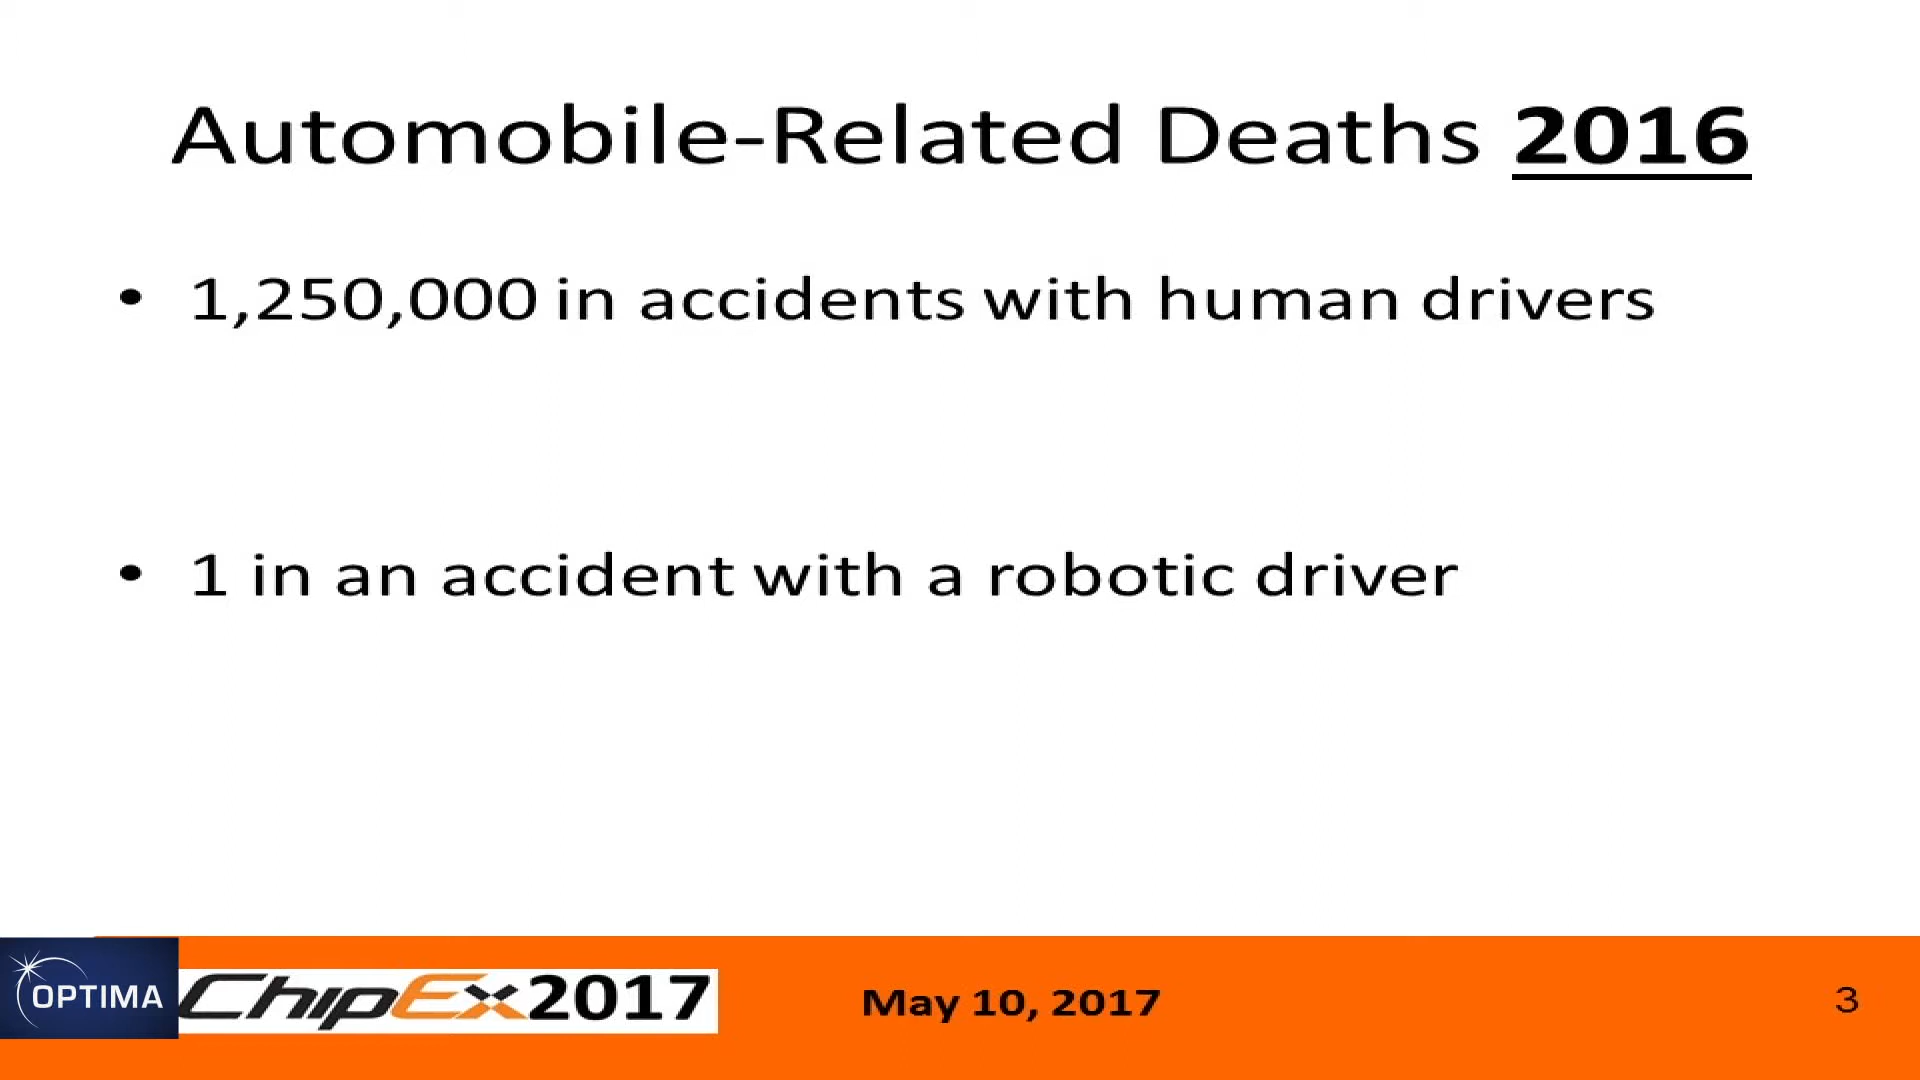 Automobile-Related Deaths 2016
• 1,250,000 in accidents with human drivers
• 1 in an accident with a robotic driver
OPTIMA
ChipEx2017
May 10, 2017
3